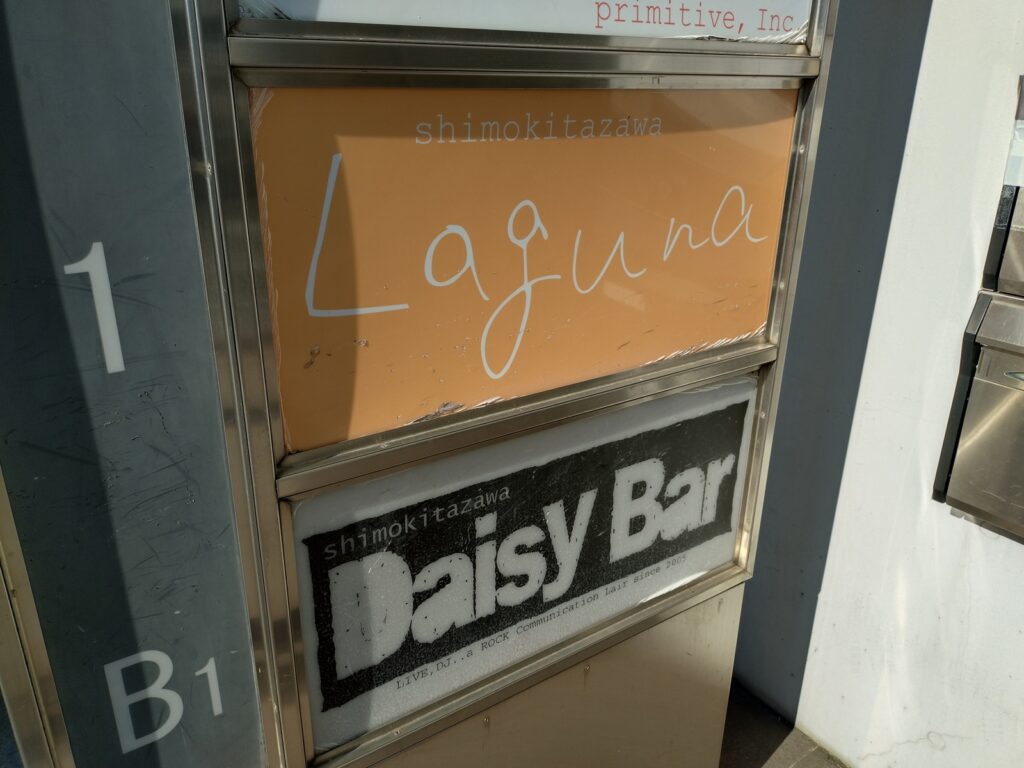 primitive, Inc.
1
shimokitazawa
Laguna
B1
shimokitazawa
Daisy Bar
LIVE,DJ..a ROCK Communication Lair since 2005